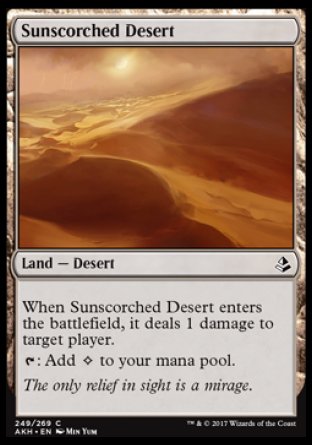 Sunscorched Desert
Land — Desert
When Sunscorched Desert enters
the battlefield, it deals 1 damage to
target player.
: Add to your mana pool.
The only relief in sight is a mirage.
249/269 C
AKH • EN Min Yum
™ & © 2017 Wizards of the Coast